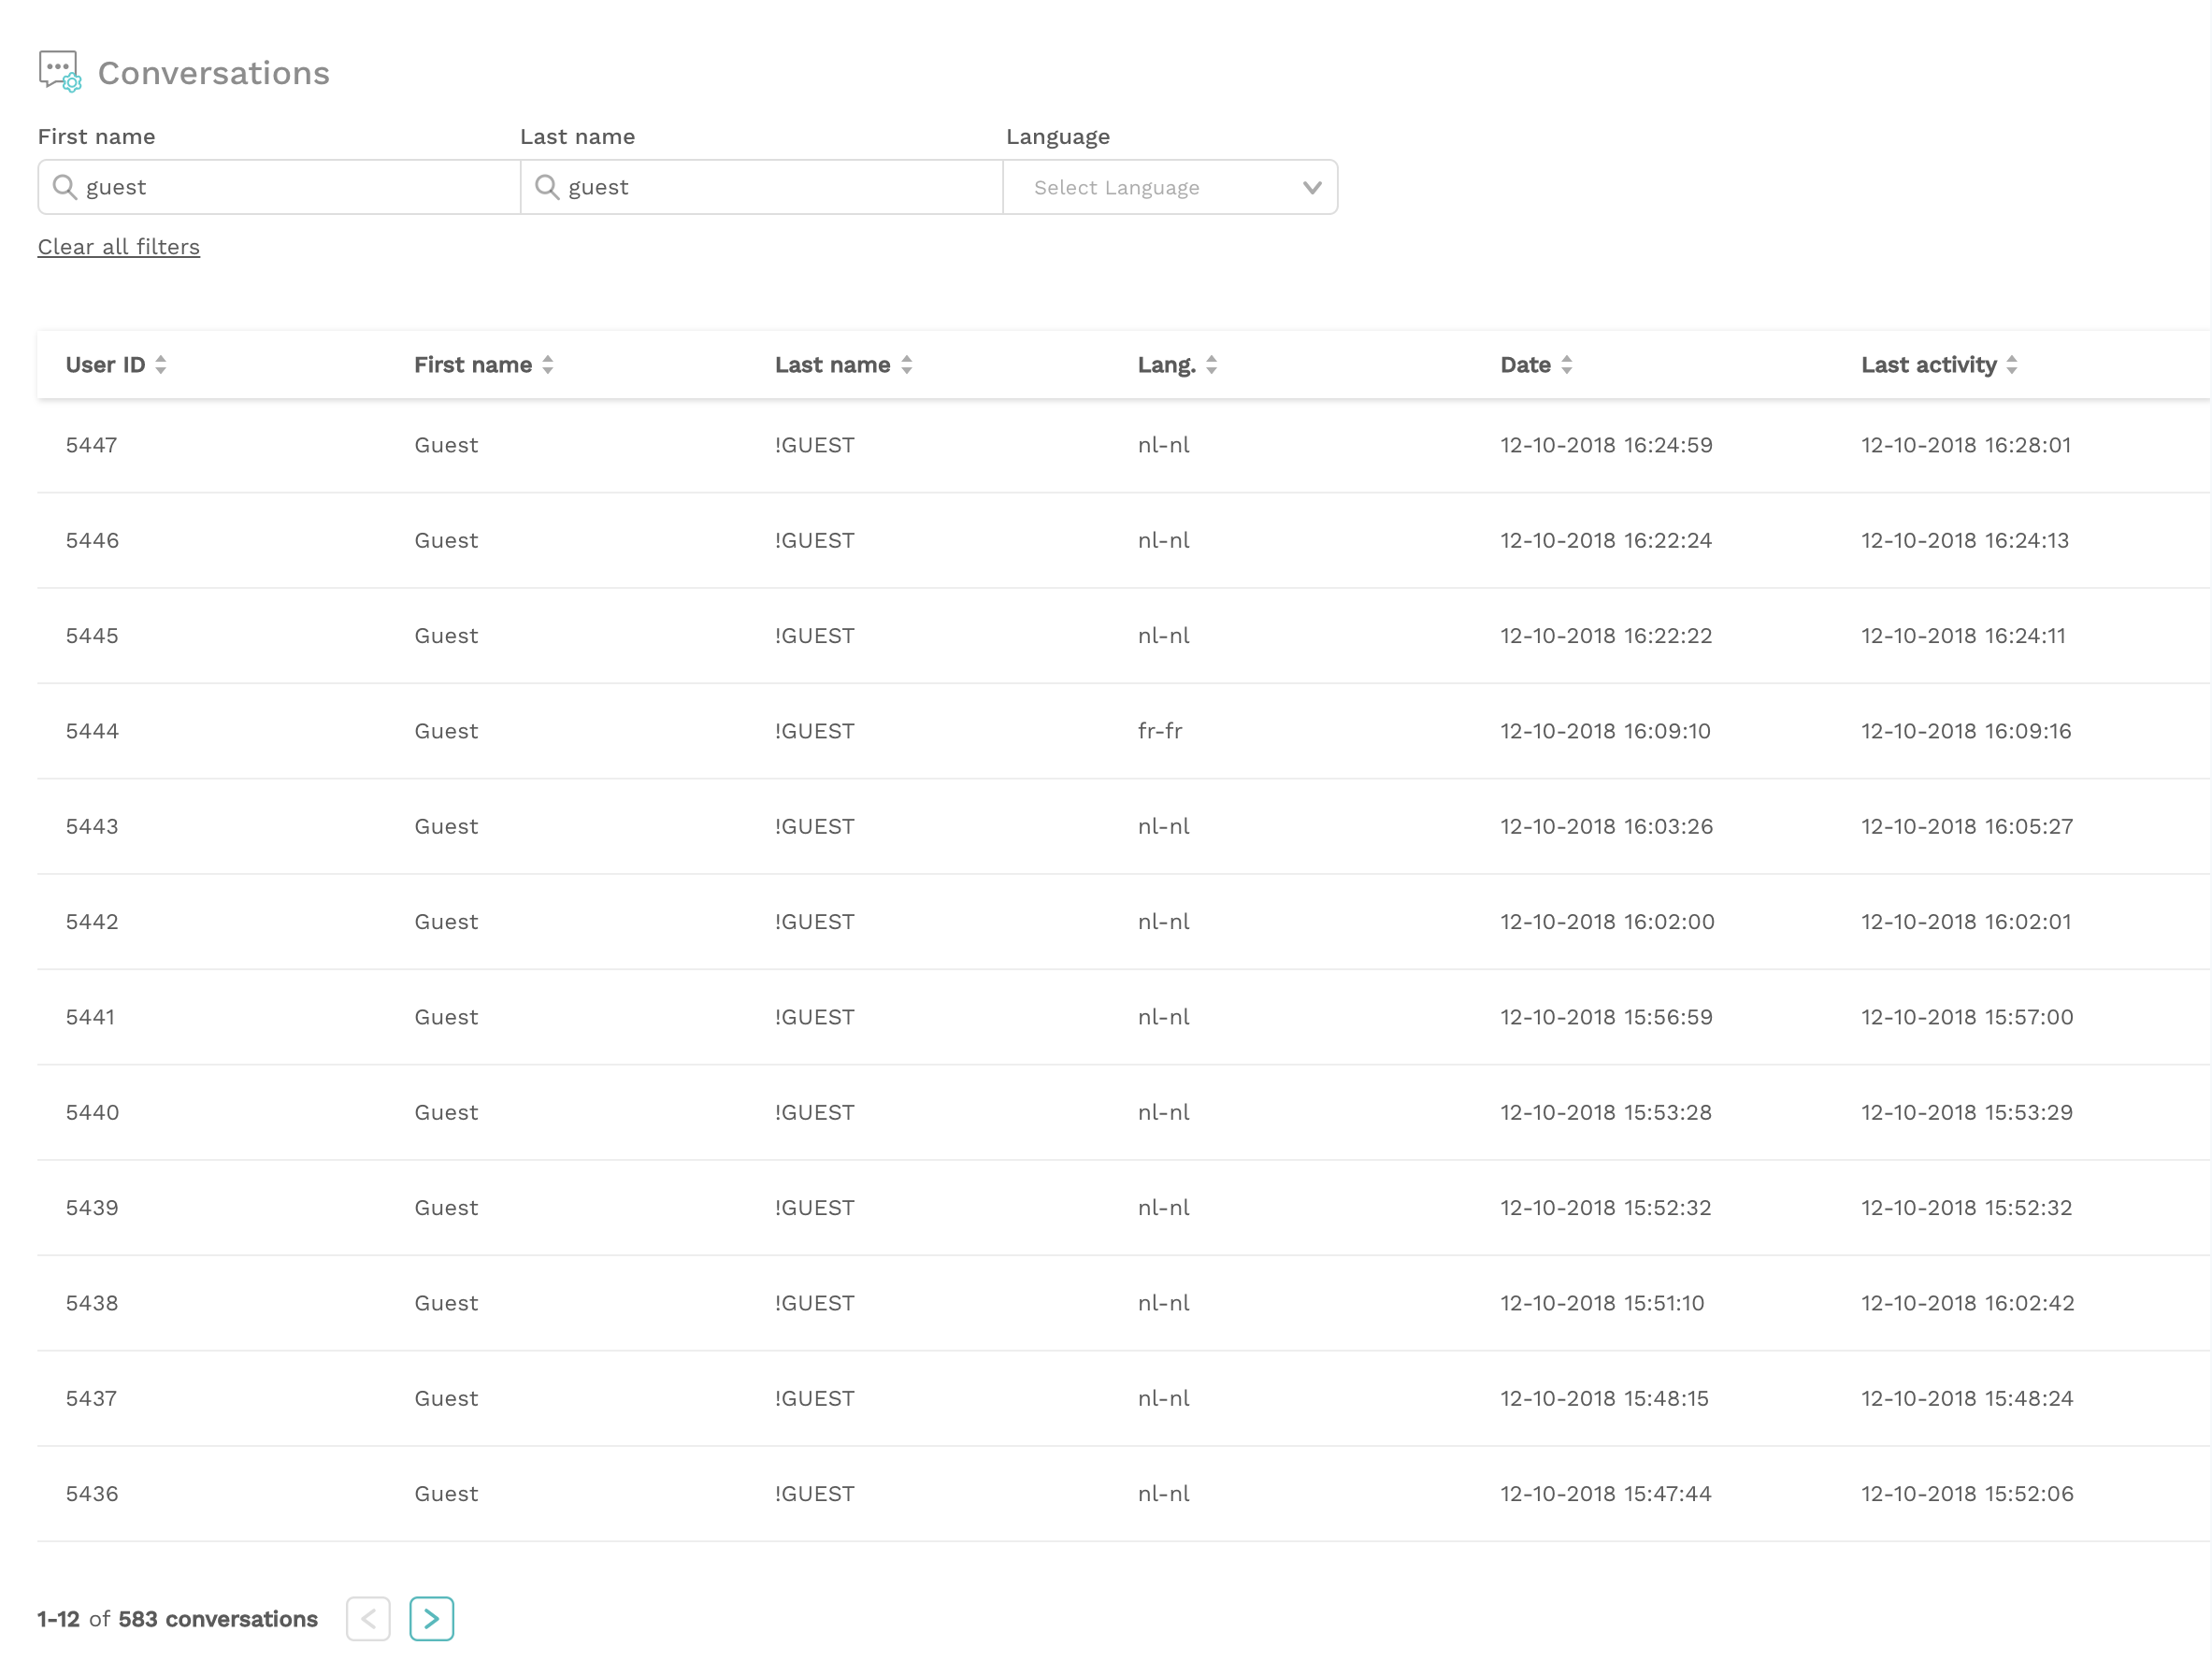 Conversations
First name Last name Language
guest guest Select Language
Clear all filters
User ID First name Last name Lang. Date Last activity
5447 Guest !GUEST nl-nl 12-10-2018 16:24:59 12-10-2018 16:28:01
5446 Guest !GUEST nl-nl 12-10-2018 16:22:24 12-10-2018 16:24:13
5445 Guest !GUEST nl-nl 12-10-2018 16:22:22 12-10-2018 16:24:11
5444 Guest !GUEST fr-fr 12-10-2018 16:09:10 12-10-2018 16:09:16
5443 Guest !GUEST nl-nl 12-10-2018 16:03:26 12-10-2018 16:05:27
5442 Guest !GUEST nl-nl 12-10-2018 16:02:00 12-10-2018 16:02:01
5441 Guest !GUEST nl-nl 12-10-2018 15:56:59 12-10-2018 15:57:00
5440 Guest !GUEST nl-nl 12-10-2018 15:53:28 12-10-2018 15:53:29
5439 Guest !GUEST nl-nl 12-10-2018 15:52:32 12-10-2018 15:52:32
5438 Guest !GUEST nl-nl 12-10-2018 15:51:10 12-10-2018 16:02:42
5437 Guest !GUEST nl-nl 12-10-2018 15:48:15 12-10-2018 15:48:24
5436 Guest !GUEST nl-nl 12-10-2018 15:47:44 12-10-2018 15:52:06
1-12 of 583 conversations